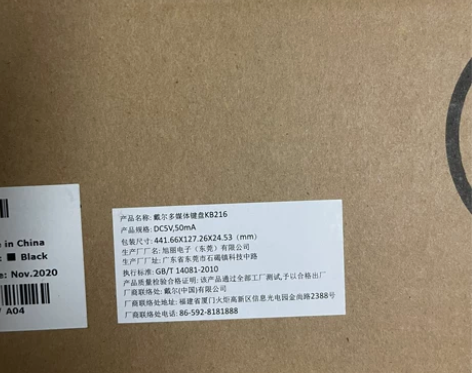 e in China
: ■ Black
e: Nov.2020
A04
产品名称: 戴尔多媒体键盘KB216
产品规格: DC5V,50mA
包装尺寸: 441.66X127.26X24.53（mm）
生产厂厂名: 旭丽电子（东莞）有限公司
生产厂厂址: 广东省东莞市石碣镇科技中路
执行标准: GB/T 14081-2010
产品质量检验合格证明: 该产品通过全部工厂测试,予以合格出厂
厂商联络处: 戴尔(中国)有限公司
厂商联络处地址: 福建省厦门火炬高新区信息光电园金尚路2388号
厂商联络处电话: 86-592-8181888